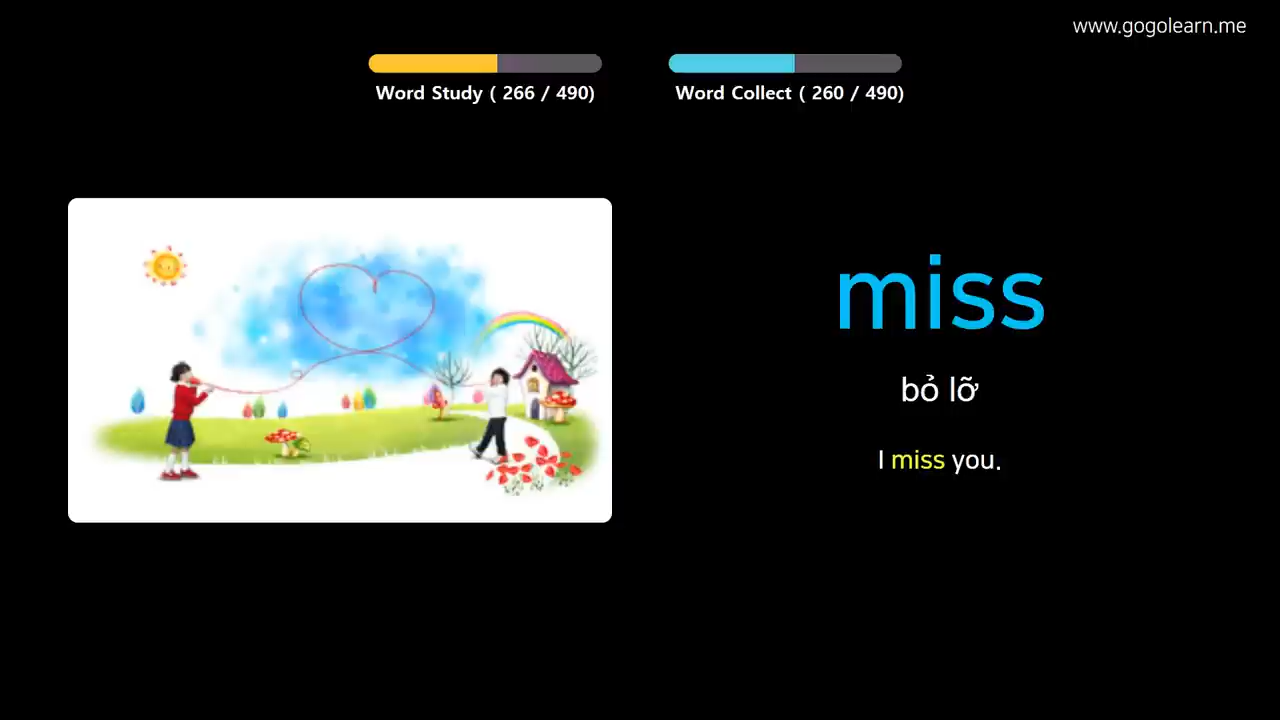 www.gogolearn.me
Word Study ( 266 / 490)
Word Collect ( 260 / 490)
miss
bỏ lỡ
I miss you.